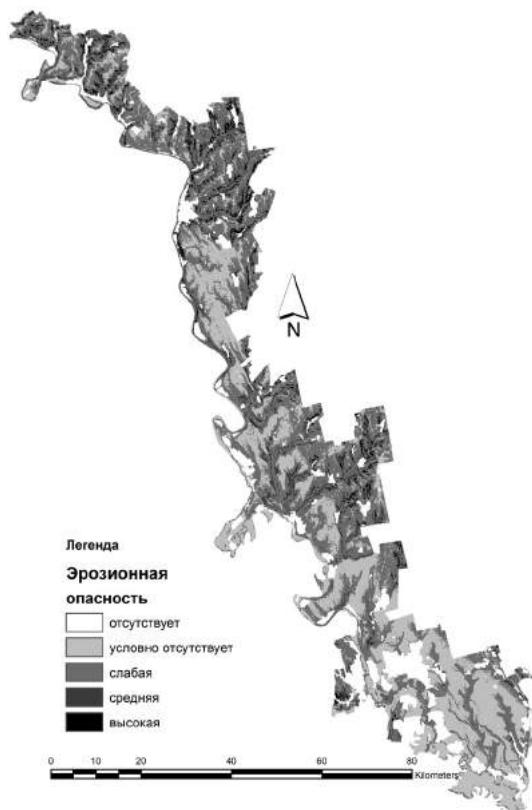 N
Легенда
Эрозионная
опасность
отсутствует
условно отсутствует
слабая
средняя
высокая
0 10 20 40 60 80
Kilometers